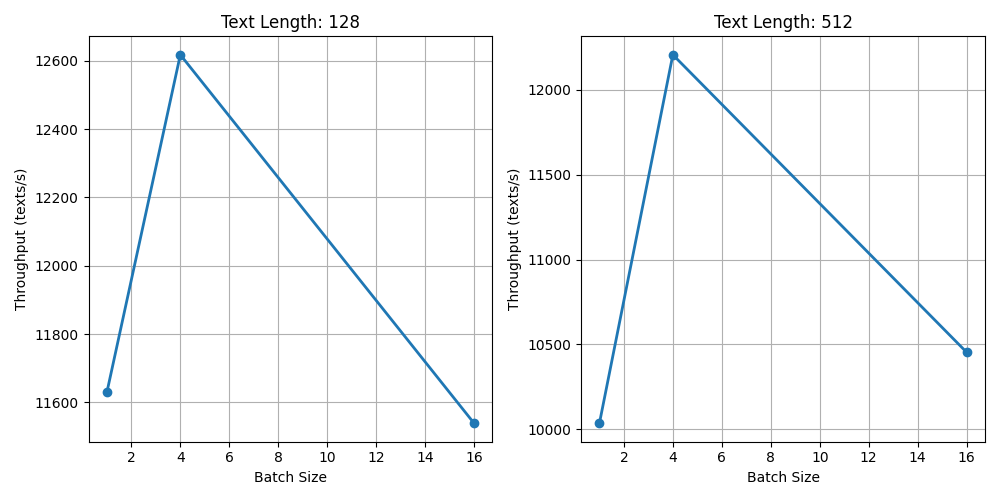 Text Length: 128
Throughput (texts/s)
12600
12400
12200
12000
11800
11600
2 4 6 8 10 12 14 16
Batch Size
Text Length: 512
Throughput (texts/s)
12000
11500
11000
10500
10000
2 4 6 8 10 12 14 16
Batch Size